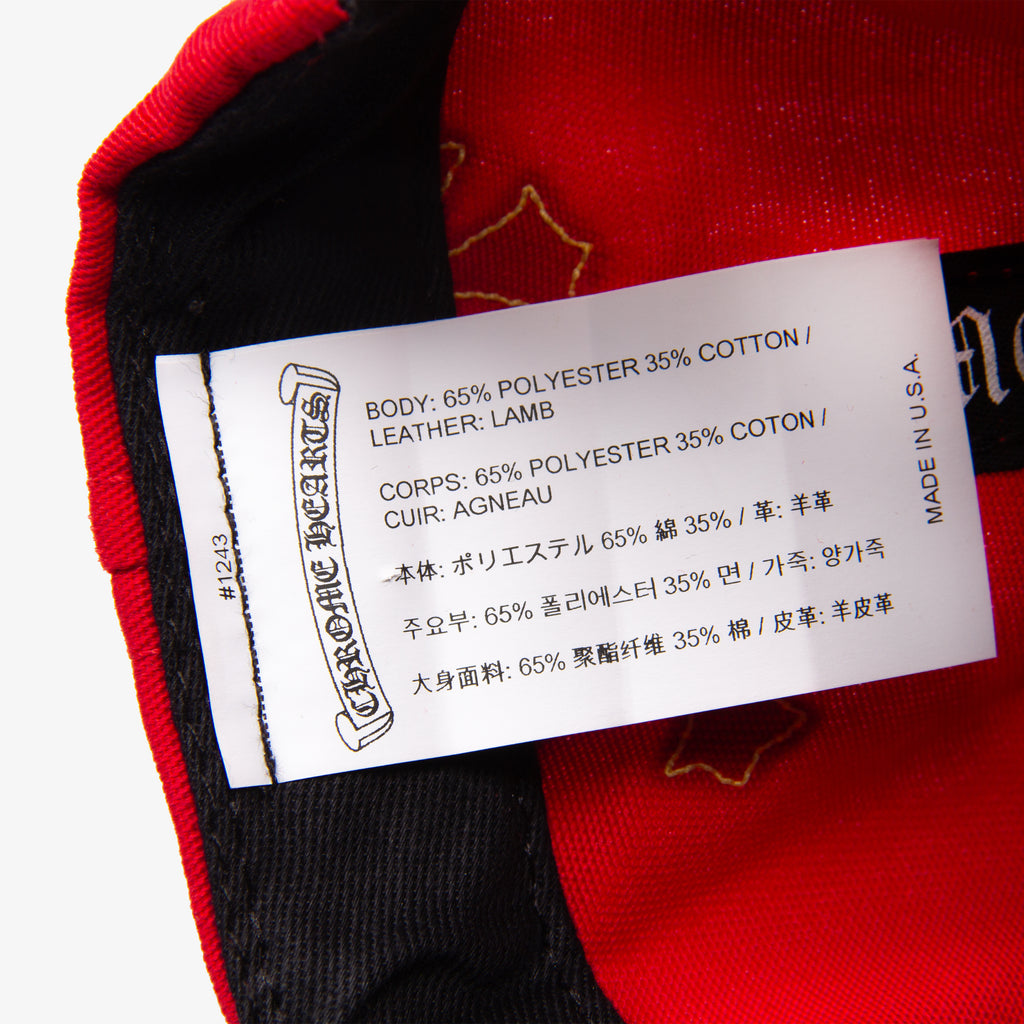 #1243
CHROME HEARTS
BODY: 65% POLYESTER 35% COTTON /
LEATHER: LAMB
CORPS: 65% POLYESTER 35% COTON /
CUIR: AGNEAU
本体: ポリエステル 65% 綿 35% / 革: 羊革
주요부: 65% 폴리에스터 35% 면 / 가죽: 양가죽
大身面料: 65% 聚酯纤维 35% 棉 / 皮革: 羊皮革
MADE IN U.S.A.